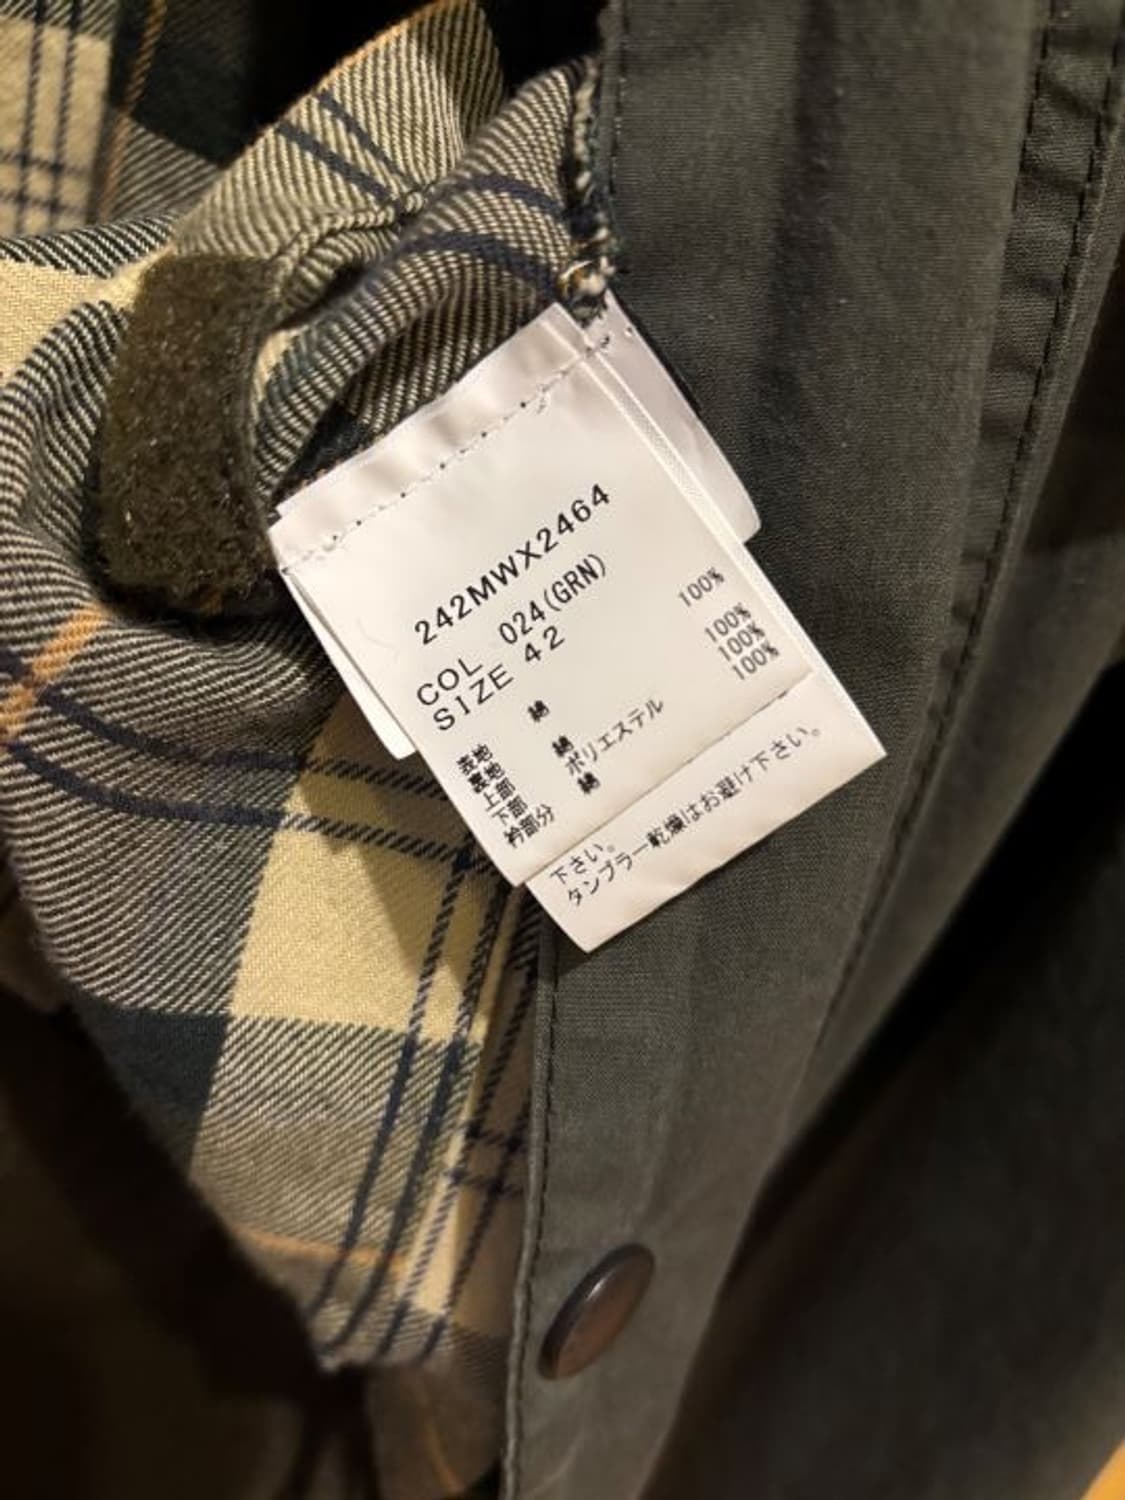 242MWX2464
COL 024(GRN)
SIZE 42
表地 綿 100%
裏地
上部 綿 100%
下部 ポリエステル 100%
衿部分 綿 100%
下さい。
タンブラー乾燥はお避け下さい。